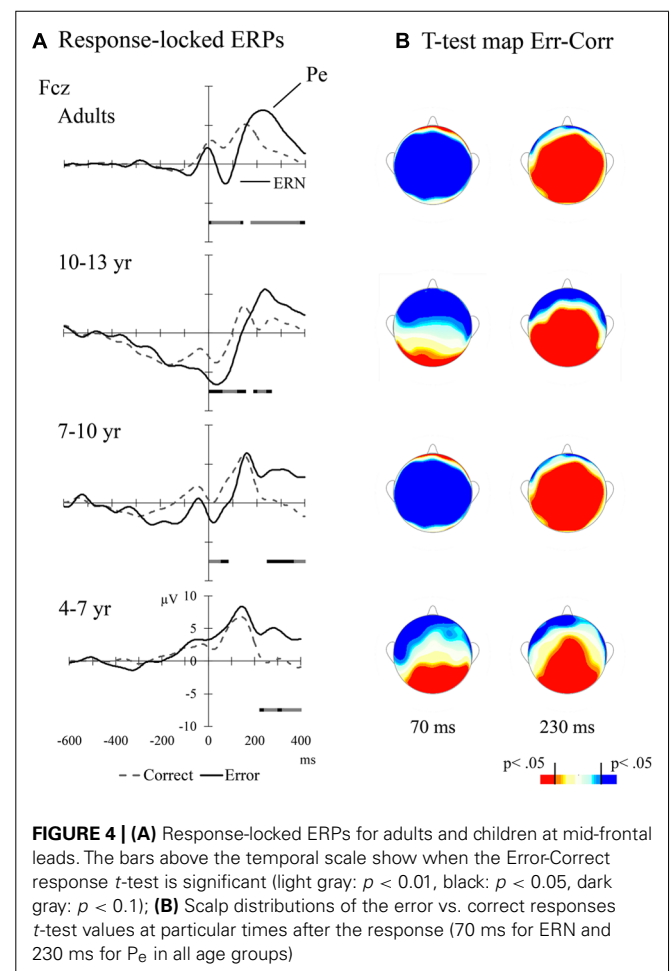 A Response-locked ERPs
B T-test map Err-Corr
Fcz
Pe
Adults
ERN
10-13 yr
7-10 yr
4-7 yr
µV
10
5
0
-5
-10
-600 -400 -200 0 200 400
ms
Correct Error
70 ms 230 ms
p< .05 p< .05
FIGURE 4 | (A) Response-locked ERPs for adults and children at mid-frontal
leads. The bars above the temporal scale show when the Error-Correct
response t-test is significant (light gray: p < 0.01, black: p < 0.05, dark
gray: p < 0.1); (B) Scalp distributions of the error vs. correct responses
t-test values at particular times after the response (70 ms for ERN and
230 ms for Pe in all age groups)